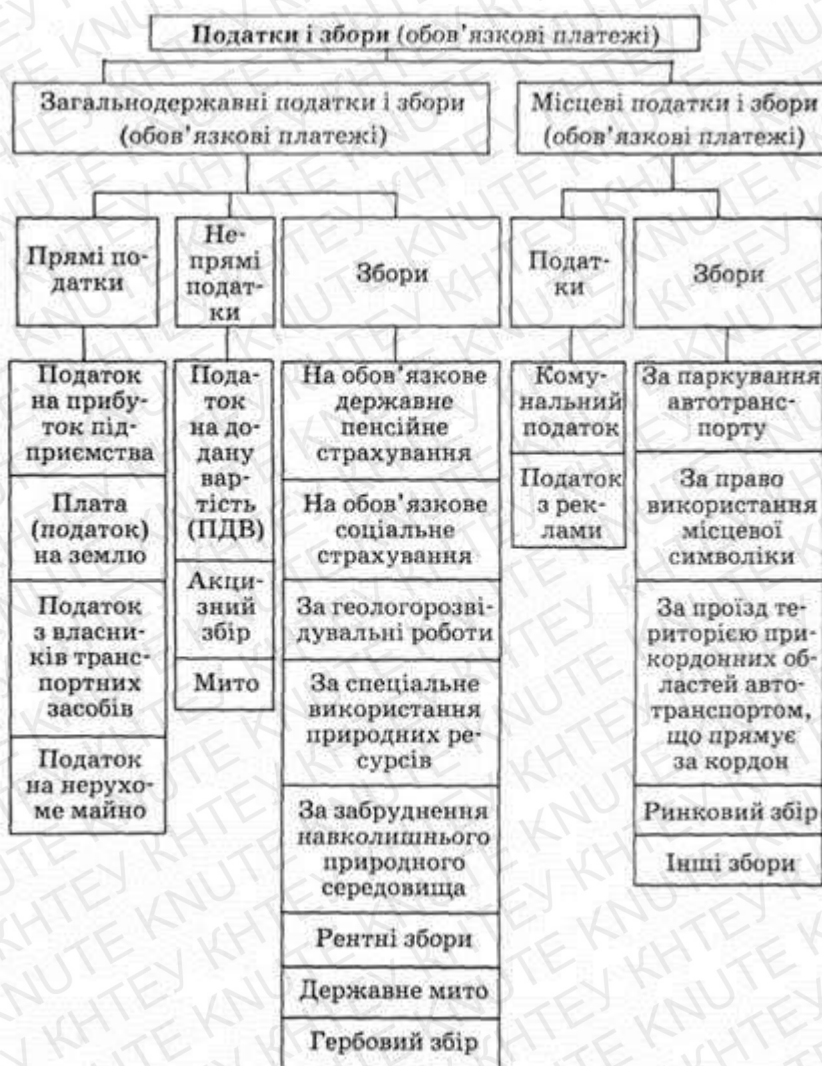 Податки і збори (обов’язкові платежі)
Загальнодержавні податки і збори
(обов’язкові платежі)
Місцеві податки і збори
(обов’язкові платежі)
Прямі по-
датки
Не-
прямі
подат-
ки
Збори
Подат-
ки
Збори
Податок
на прибу-
ток під-
приємства
Плата
(податок)
на землю
Податок
з власни-
ків транс-
портних
засобів
Податок
на нерухо-
ме майно
Пода-
ток
на до-
дану
вар-
тість
(ПДВ)
Акци-
зний
збір
Мито
На обов’язкове
державне
пенсійне
страхування
На обов’язкове
соціальне
страхування
За геологорозві-
дувальні роботи
За спеціальне
використання
природних ре-
сурсів
За забруднення
навколишнього
природного
середовища
Рентні збори
Державне мито
Гербовий збір
Кому-
нальний
податок
Податок
з рек-
лами
За паркування
автотранс-
порту
За право
використання
місцевої
символіки
За проїзд те-
риторією при-
кордонних об-
ластей авто-
транспортом,
що прямує
за кордон
Ринковий збір
Інші збори
KNUTE КНТЕУ